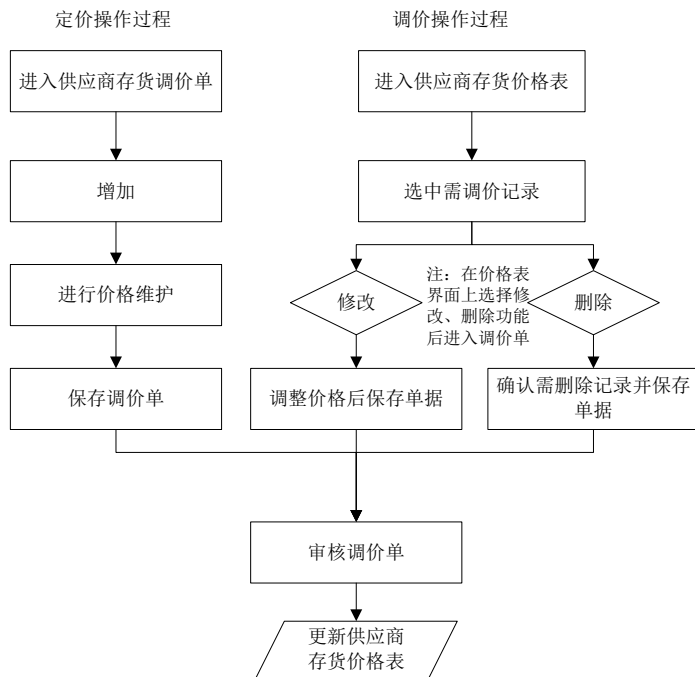 定价操作过程
调价操作过程
进入供应商存货调价单
进入供应商存货价格表
增加
选中需调价记录
进行价格维护
修改
注：在价格表
界面上选择修
改、删除功能
后进入调价单
删除
保存调价单
调整价格后保存单据
确认需删除记录并保存
单据
审核调价单
更新供应商
存货价格表